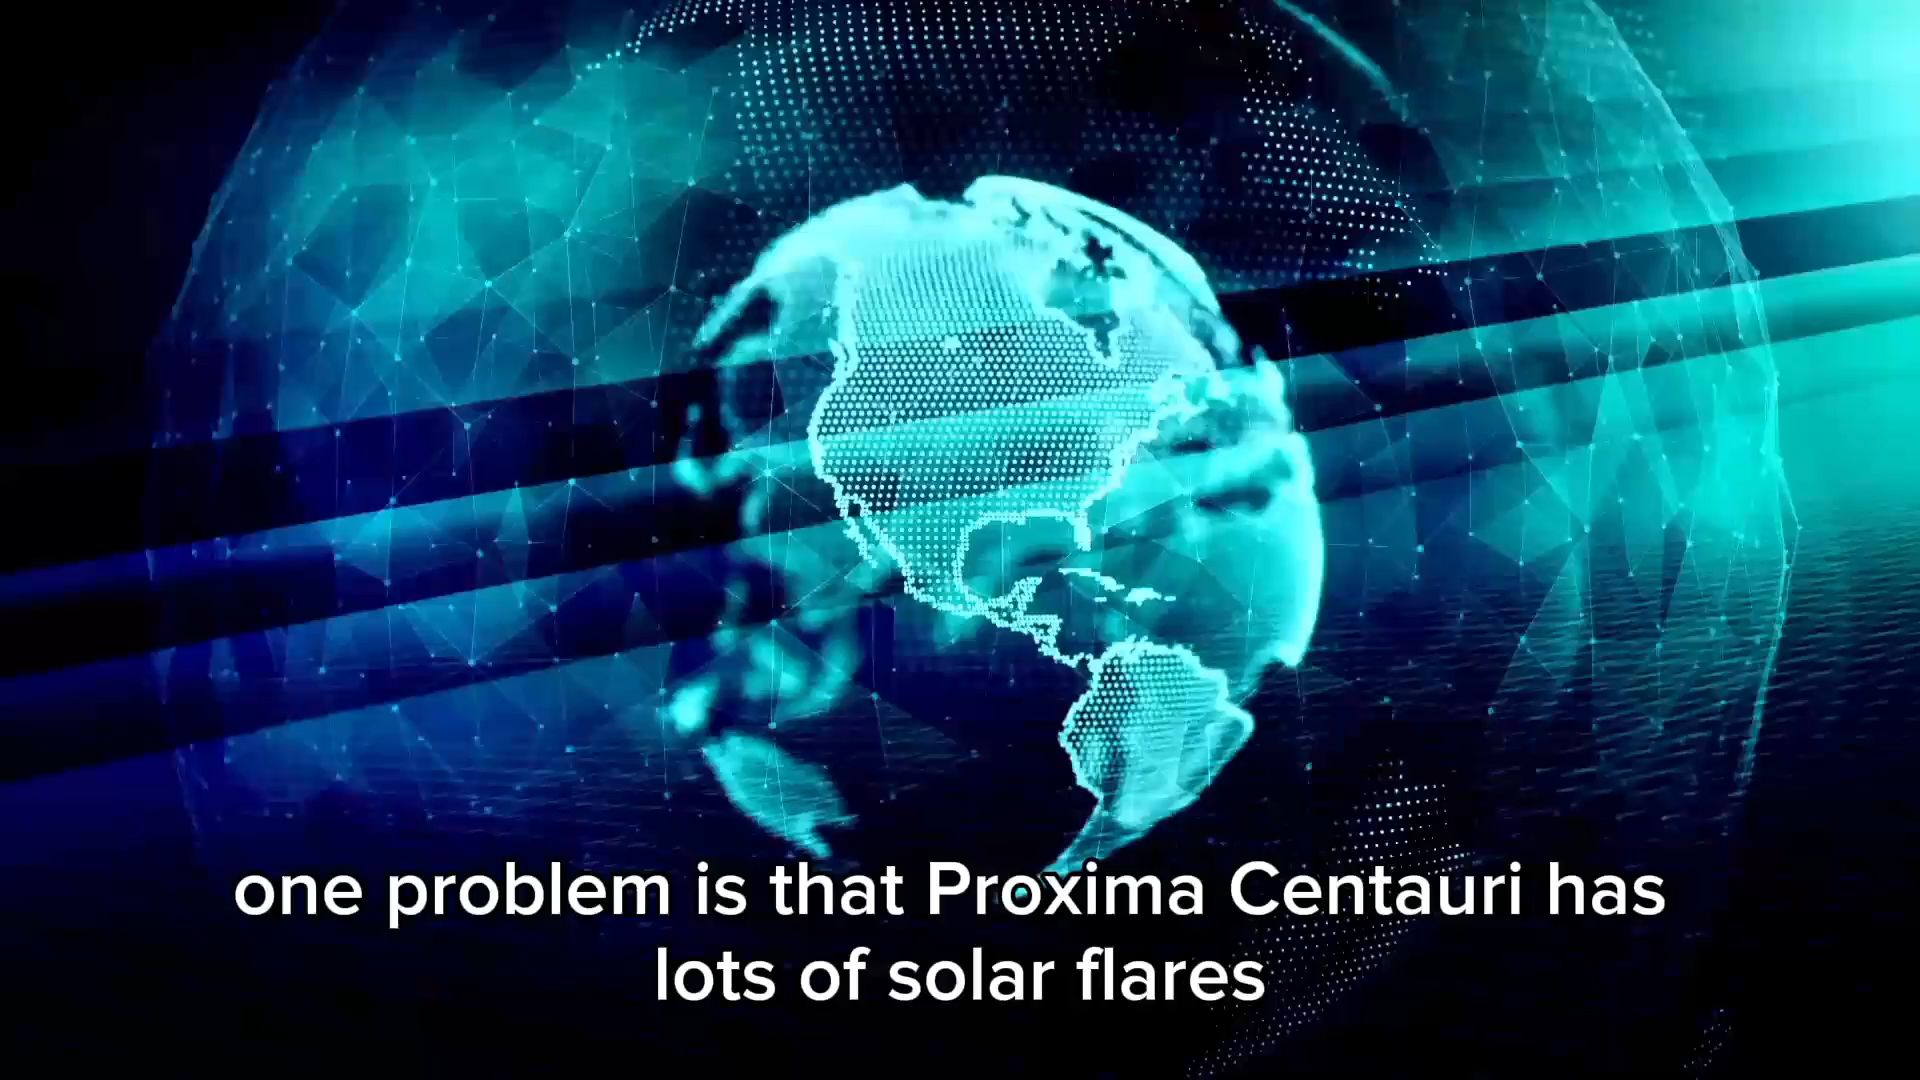 one problem is that Proxima Centauri has
lots of solar flares